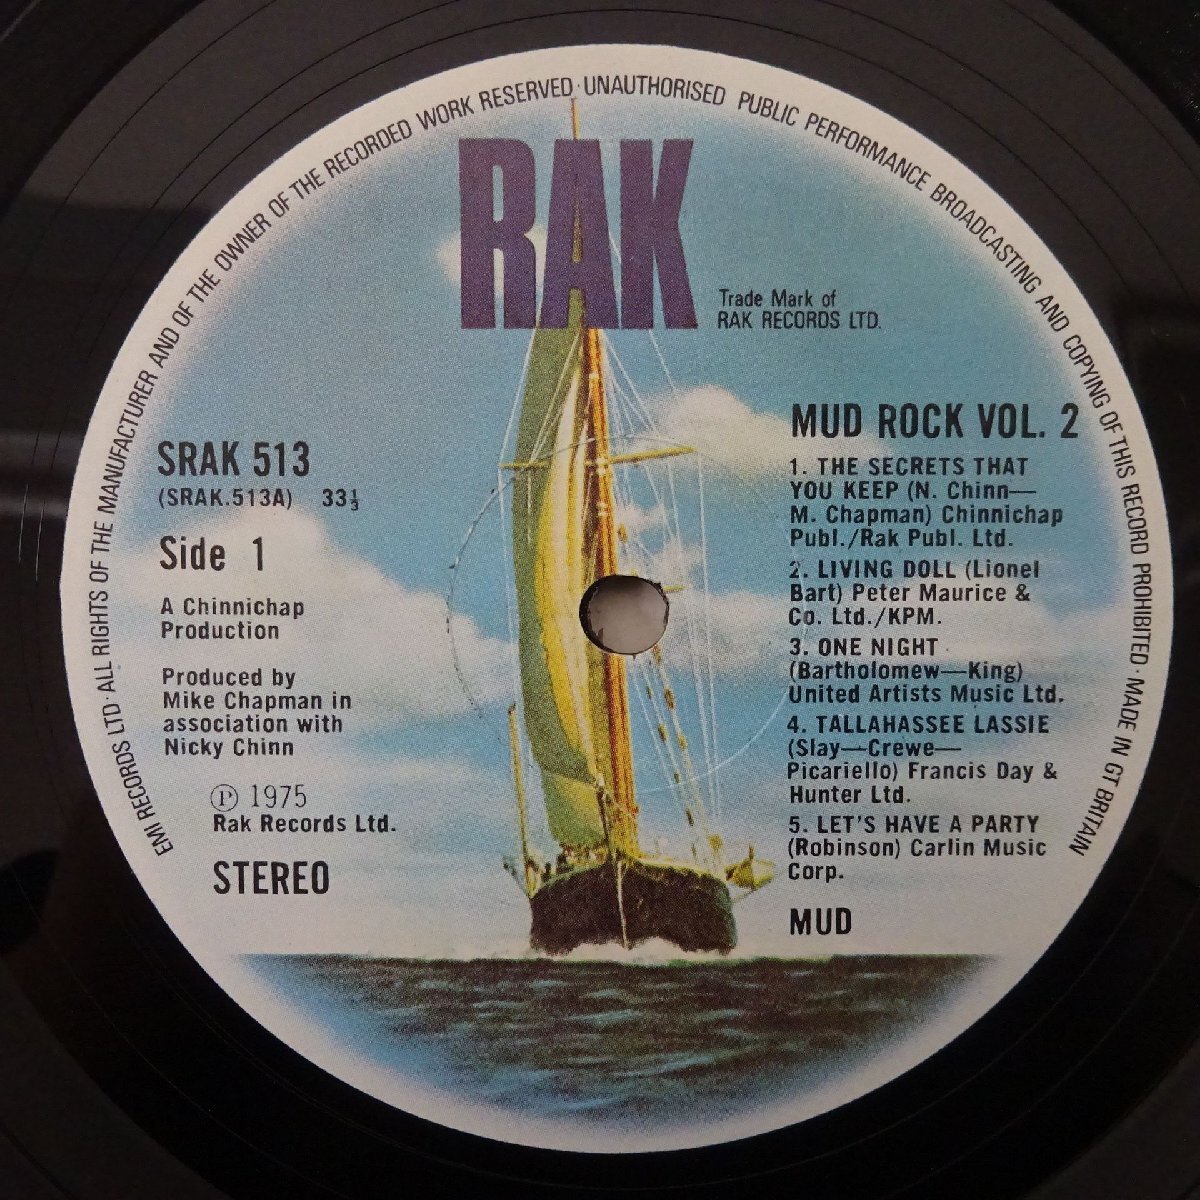 EMI RECORDS LTD · ALL RIGHTS OF THE MANUFACTURER AND OF THE OWNER OF THE RECORDED WORK RESERVED · UNAUTHORISED PUBLIC PERFORMANCE BROADCASTING AND COPYING OF THIS RECORD PROHIBITED · MADE IN GT BRITAIN
RAK
Trade Mark of
RAK RECORDS LTD.
SRAK 513
(SRAK.513A) 33⅓
Side 1
A Chinnichap
Production
Produced by
Mike Chapman in
association with
Nicky Chinn
Ⓟ 1975
Rak Records Ltd.
STEREO
MUD ROCK VOL. 2
1. THE SECRETS THAT
YOU KEEP (N. Chinn—
M. Chapman) Chinnichap
Publ./Rak Publ. Ltd.
2. LIVING DOLL (Lionel
Bart) Peter Maurice &
Co. Ltd./KPM.
3. ONE NIGHT
(Bartholomew—King)
United Artists Music Ltd.
4. TALLAHASSEE LASSIE
(Slay—Crewe—
Picariello) Francis Day &
Hunter Ltd.
5. LET'S HAVE A PARTY
(Robinson) Carlin Music
Corp.
MUD